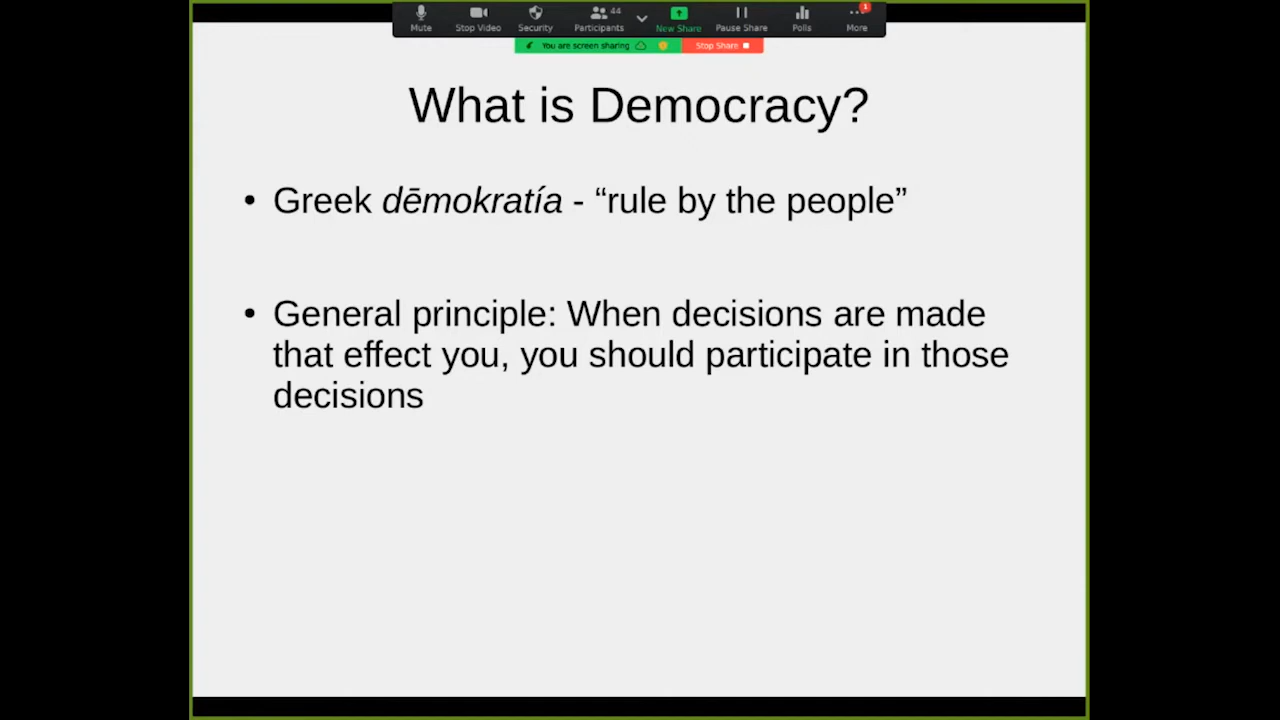 44
1
Mute
Stop Video
Security
Participants
New Share
Pause Share
Polls
More
You are screen sharing
Stop Share
What is Democracy?
• Greek dēmokratía - “rule by the people”
• General principle: When decisions are made
that effect you, you should participate in those
decisions